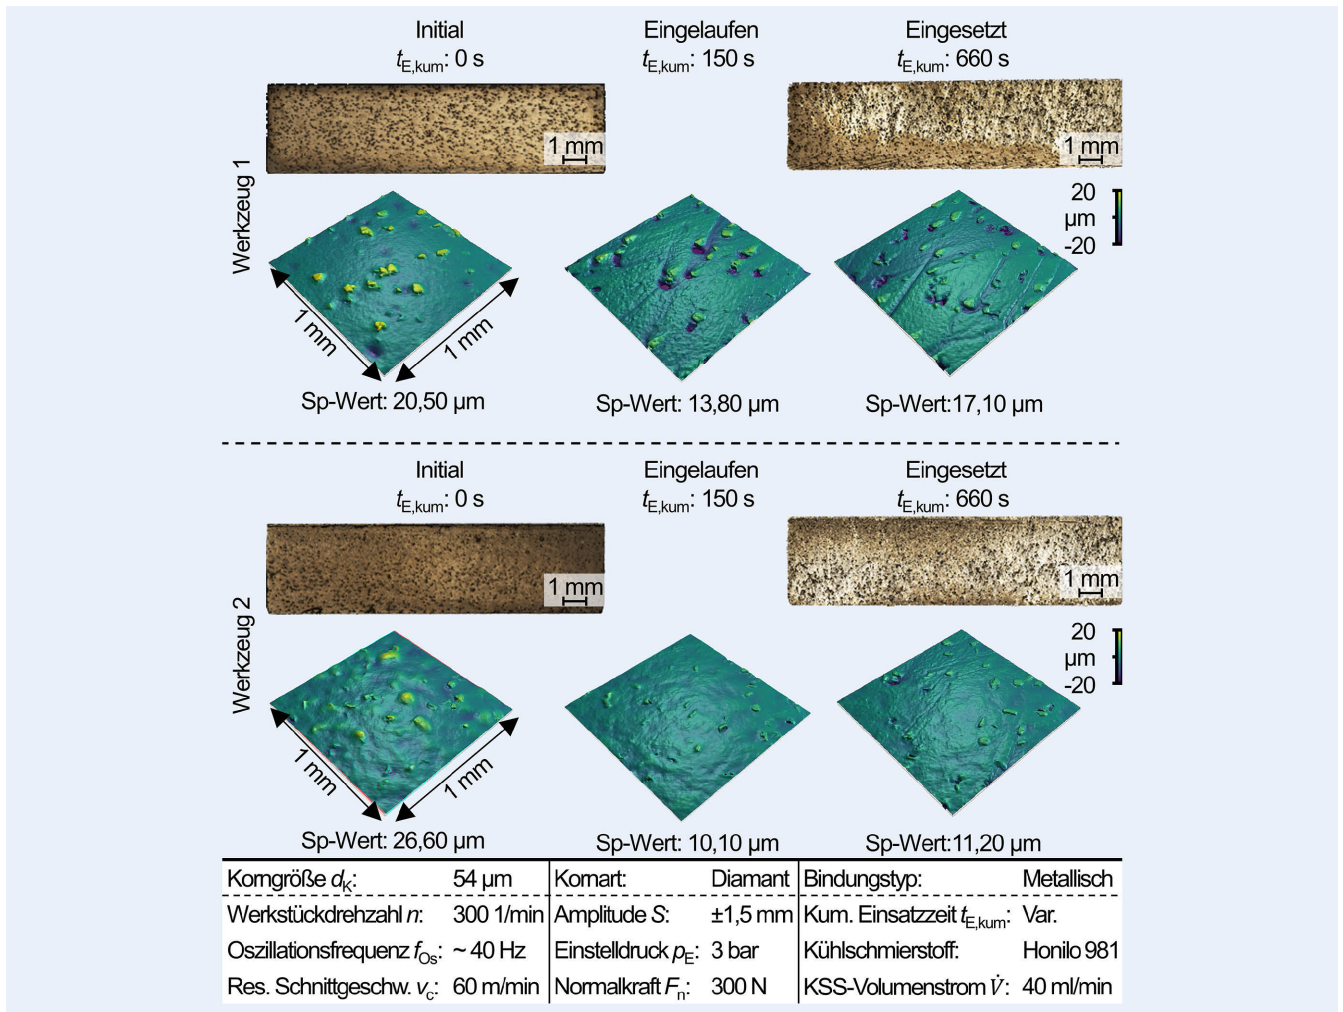 Initial Eingelaufen Eingesetzt
tE,kum: 0 s tE,kum: 150 s tE,kum: 660 s
1 mm 1 mm
Werkzeug 1
20
µm
-20
1 mm 1 mm
Sp-Wert: 20,50 µm Sp-Wert: 13,80 µm Sp-Wert:17,10 µm
Initial Eingelaufen Eingesetzt
tE,kum: 0 s tE,kum: 150 s tE,kum: 660 s
1 mm 1 mm
Werkzeug 2
20
µm
-20
1 mm 1 mm
Sp-Wert: 26,60 µm Sp-Wert: 10,10 µm Sp-Wert:11,20 µm
Korngröße dK: 54 µm Kornart: Diamant Bindungstyp: Metallisch
Werkstückdrehzahl n: 300 1/min Amplitude S: ±1,5 mm Kum. Einsatzzeit tE,kum: Var.
Oszillationsfrequenz fOs: ~ 40 Hz Einstelldruck pE: 3 bar Kühlschmierstoff: Honilo 981
Res. Schnittgeschw. vc: 60 m/min Normalkraft Fn: 300 N KSS-Volumenstrom V̇: 40 ml/min